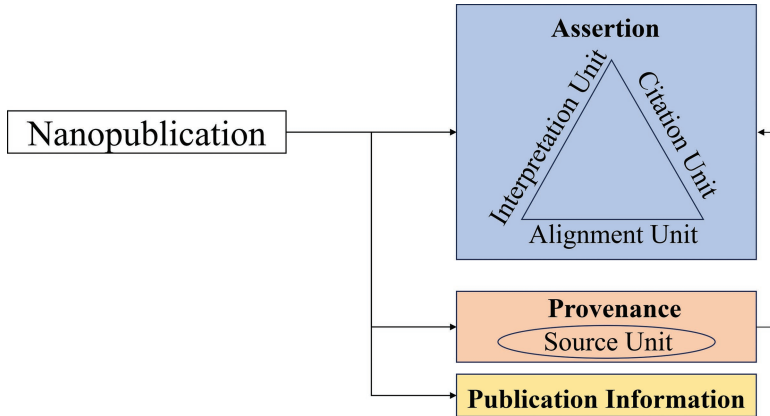 Nanopublication
Assertion
Interpretation Unit
Citation Unit
Alignment Unit
Provenance
Source Unit
Publication Information